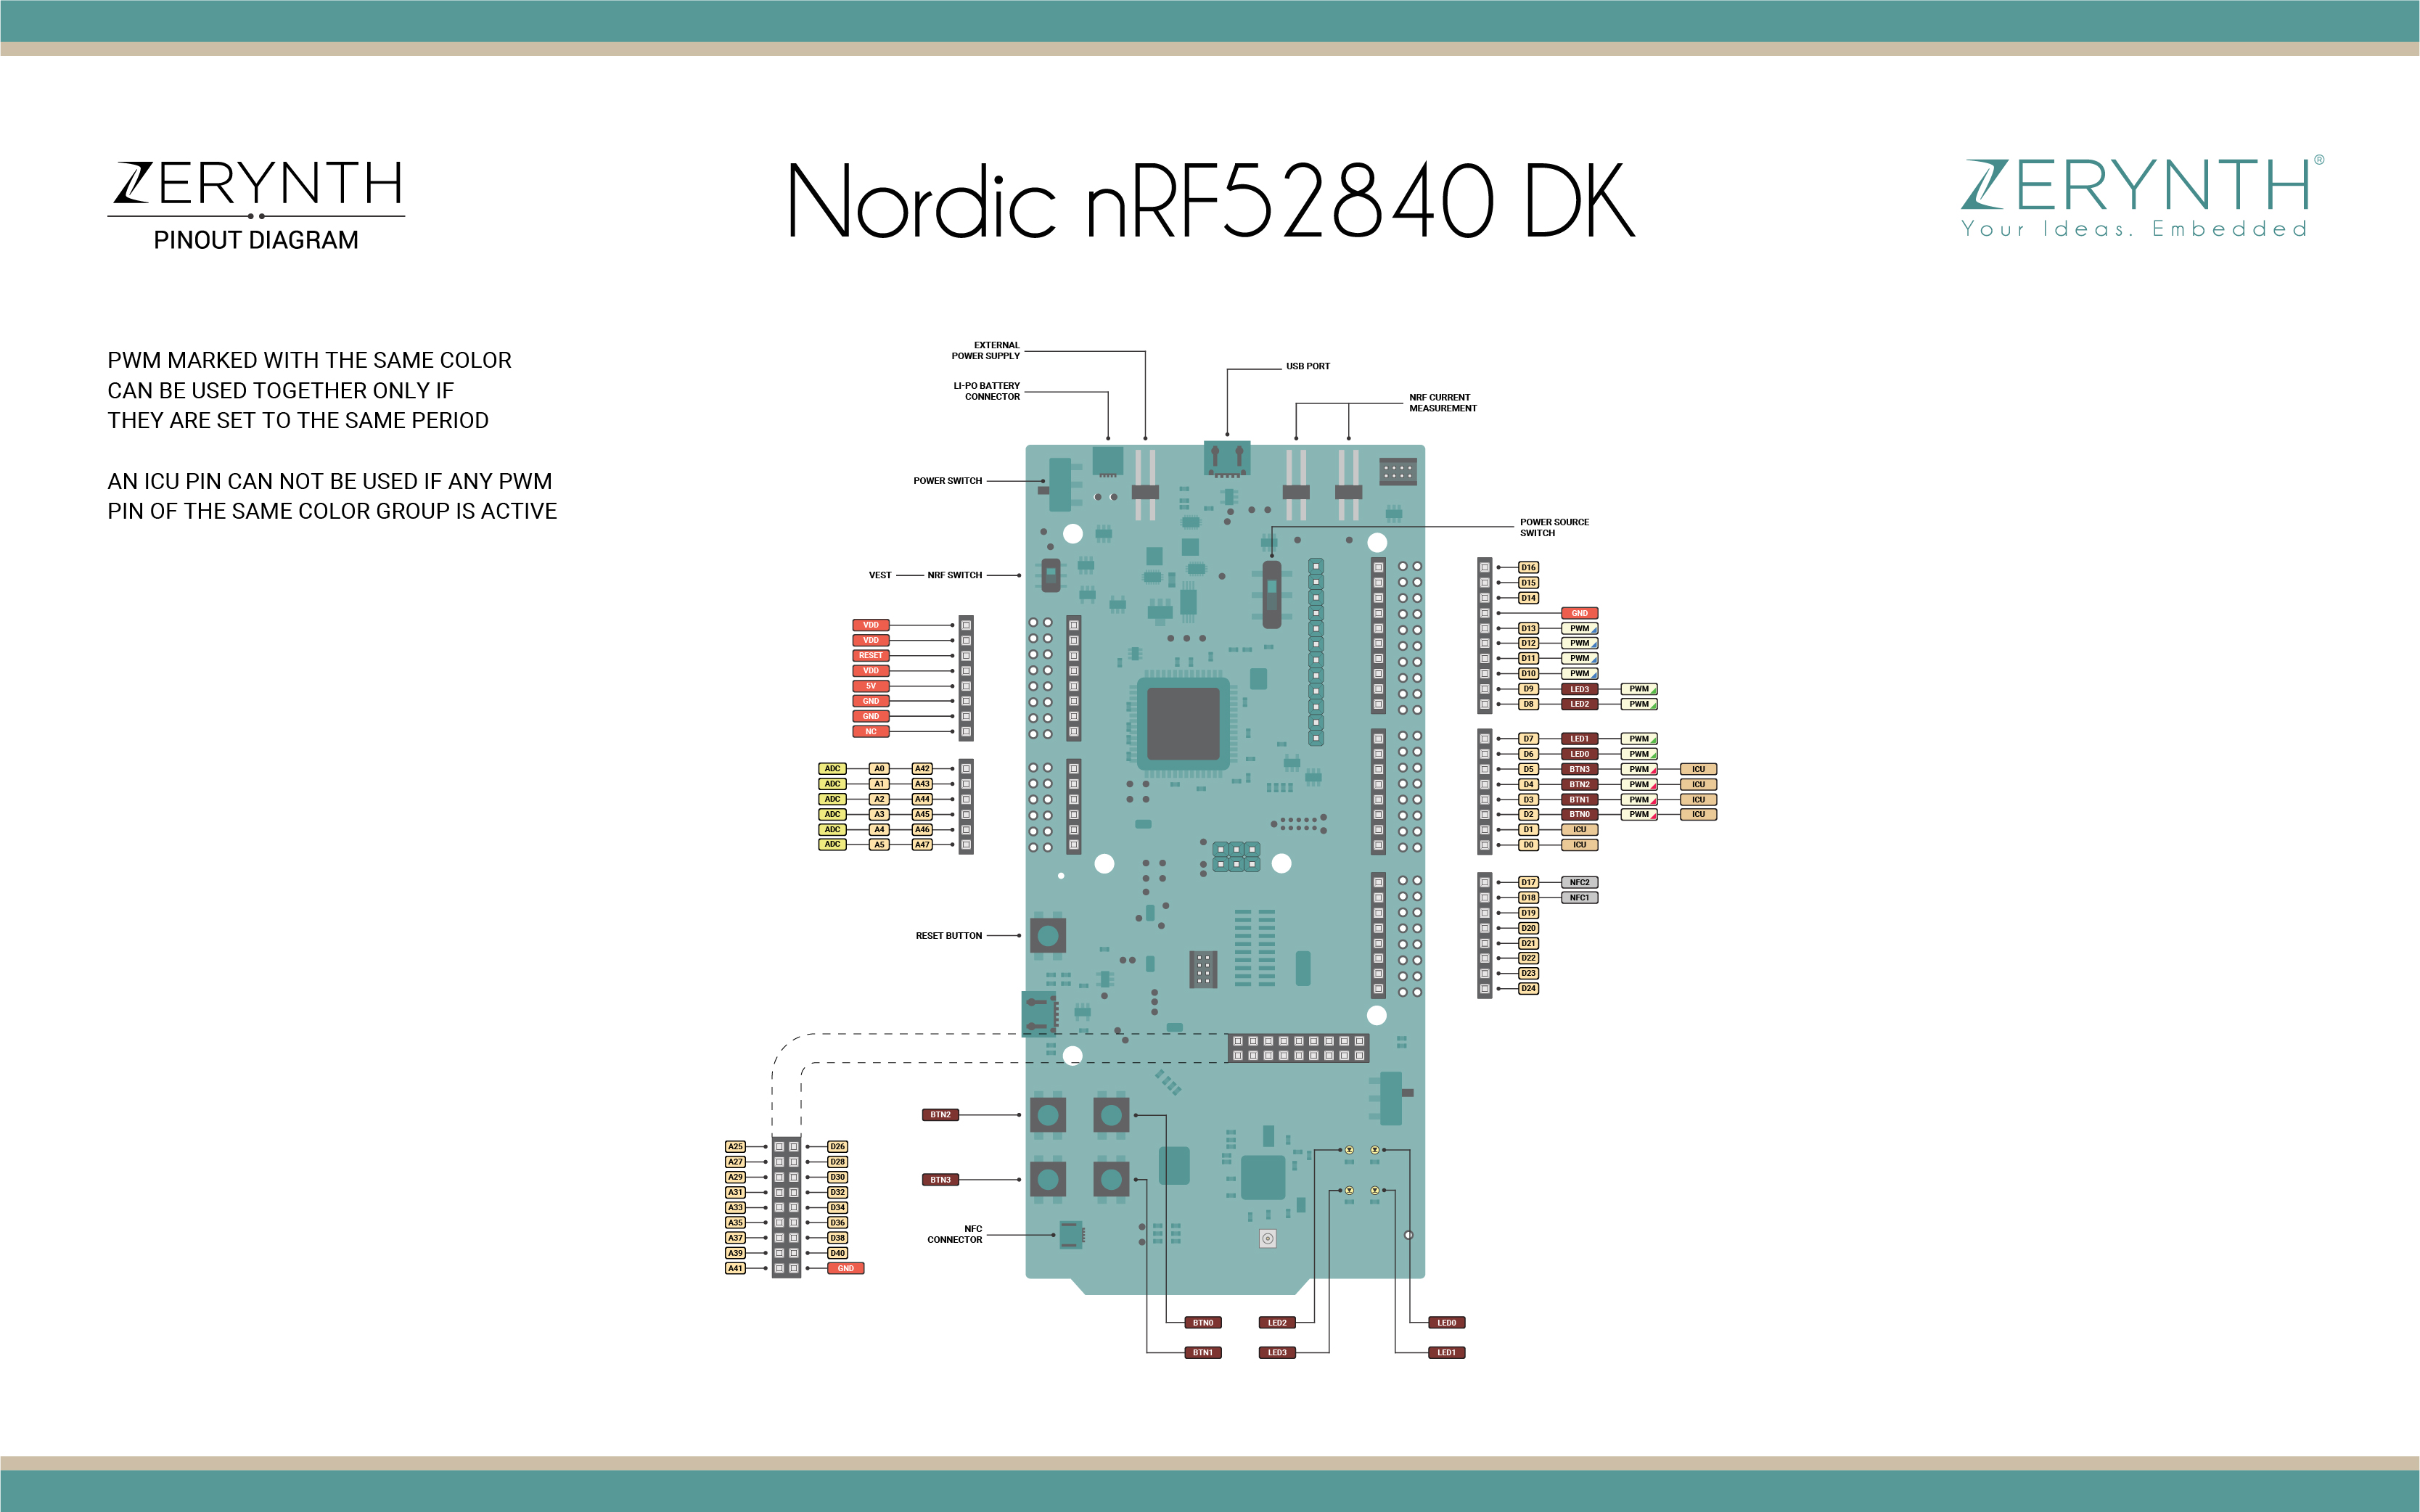 ZERYNTH
PINOUT DIAGRAM
Nordic nRF52840 DK
ZERYNTH®
Your Ideas. Embedded
PWM MARKED WITH THE SAME COLOR
CAN BE USED TOGETHER ONLY IF
THEY ARE SET TO THE SAME PERIOD
AN ICU PIN CAN NOT BE USED IF ANY PWM
PIN OF THE SAME COLOR GROUP IS ACTIVE
EXTERNAL
POWER SUPPLY
LI-PO BATTERY
CONNECTOR
USB PORT
NRF CURRENT
MEASUREMENT
POWER SWITCH
POWER SOURCE
SWITCH
VEST NRF SWITCH
VDD
VDD
RESET
VDD
5V
GND
GND
NC
ADC A0 A42
ADC A1 A43
ADC A2 A44
ADC A3 A45
ADC A4 A46
ADC A5 A47
D16
D15
D14
GND
D13 PWM
D12 PWM
D11 PWM
D10 PWM
D9 LED3 PWM
D8 LED2 PWM
D7 LED1 PWM
D6 LED0 PWM
D5 BTN3 PWM ICU
D4 BTN2 PWM ICU
D3 BTN1 PWM ICU
D2 BTN0 PWM ICU
D1 ICU
D0 ICU
D17 NFC2
D18 NFC1
D19
D20
D21
D22
D23
D24
RESET BUTTON
BTN2
BTN3
NFC
CONNECTOR
A25 D26
A27 D28
A29 D30
A31 D32
A33 D34
A35 D36
A37 D38
A39 D40
A41 GND
BTN0 LED2 LED0
BTN1 LED3 LED1